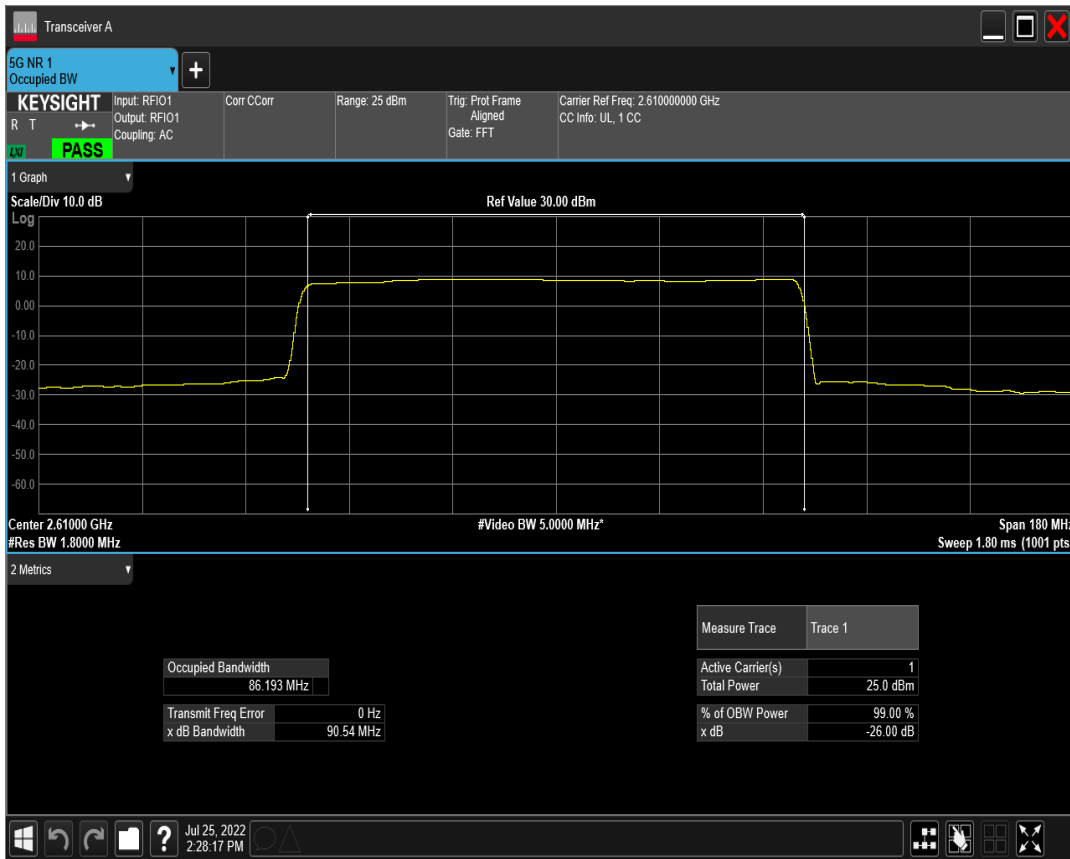 Transceiver A
5G NR 1
Occupied BW
KEYSIGHT
R T
LXI
PASS
Input: RFIO1
Output: RFIO1
Coupling: AC
Corr CCorr
Range: 25 dBm
Trig: Prot Frame
Aligned
Gate: FFT
Carrier Ref Freq: 2.610000000 GHz
CC Info: UL, 1 CC
1 Graph
Scale/Div 10.0 dB
Ref Value 30.00 dBm
Log
20.0
10.0
0.00
-10.0
-20.0
-30.0
-40.0
-50.0
-60.0
Center 2.61000 GHz
#Video BW 5.0000 MHz*
Span 180 MHz
#Res BW 1.8000 MHz
Sweep 1.80 ms (1001 pts
2 Metrics
Measure Trace Trace 1
Occupied Bandwidth
86.193 MHz
Active Carrier(s) 1
Total Power 25.0 dBm
Transmit Freq Error 0 Hz
x dB Bandwidth 90.54 MHz
% of OBW Power 99.00 %
x dB -26.00 dB
?
Jul 25, 2022
2:28:17 PM